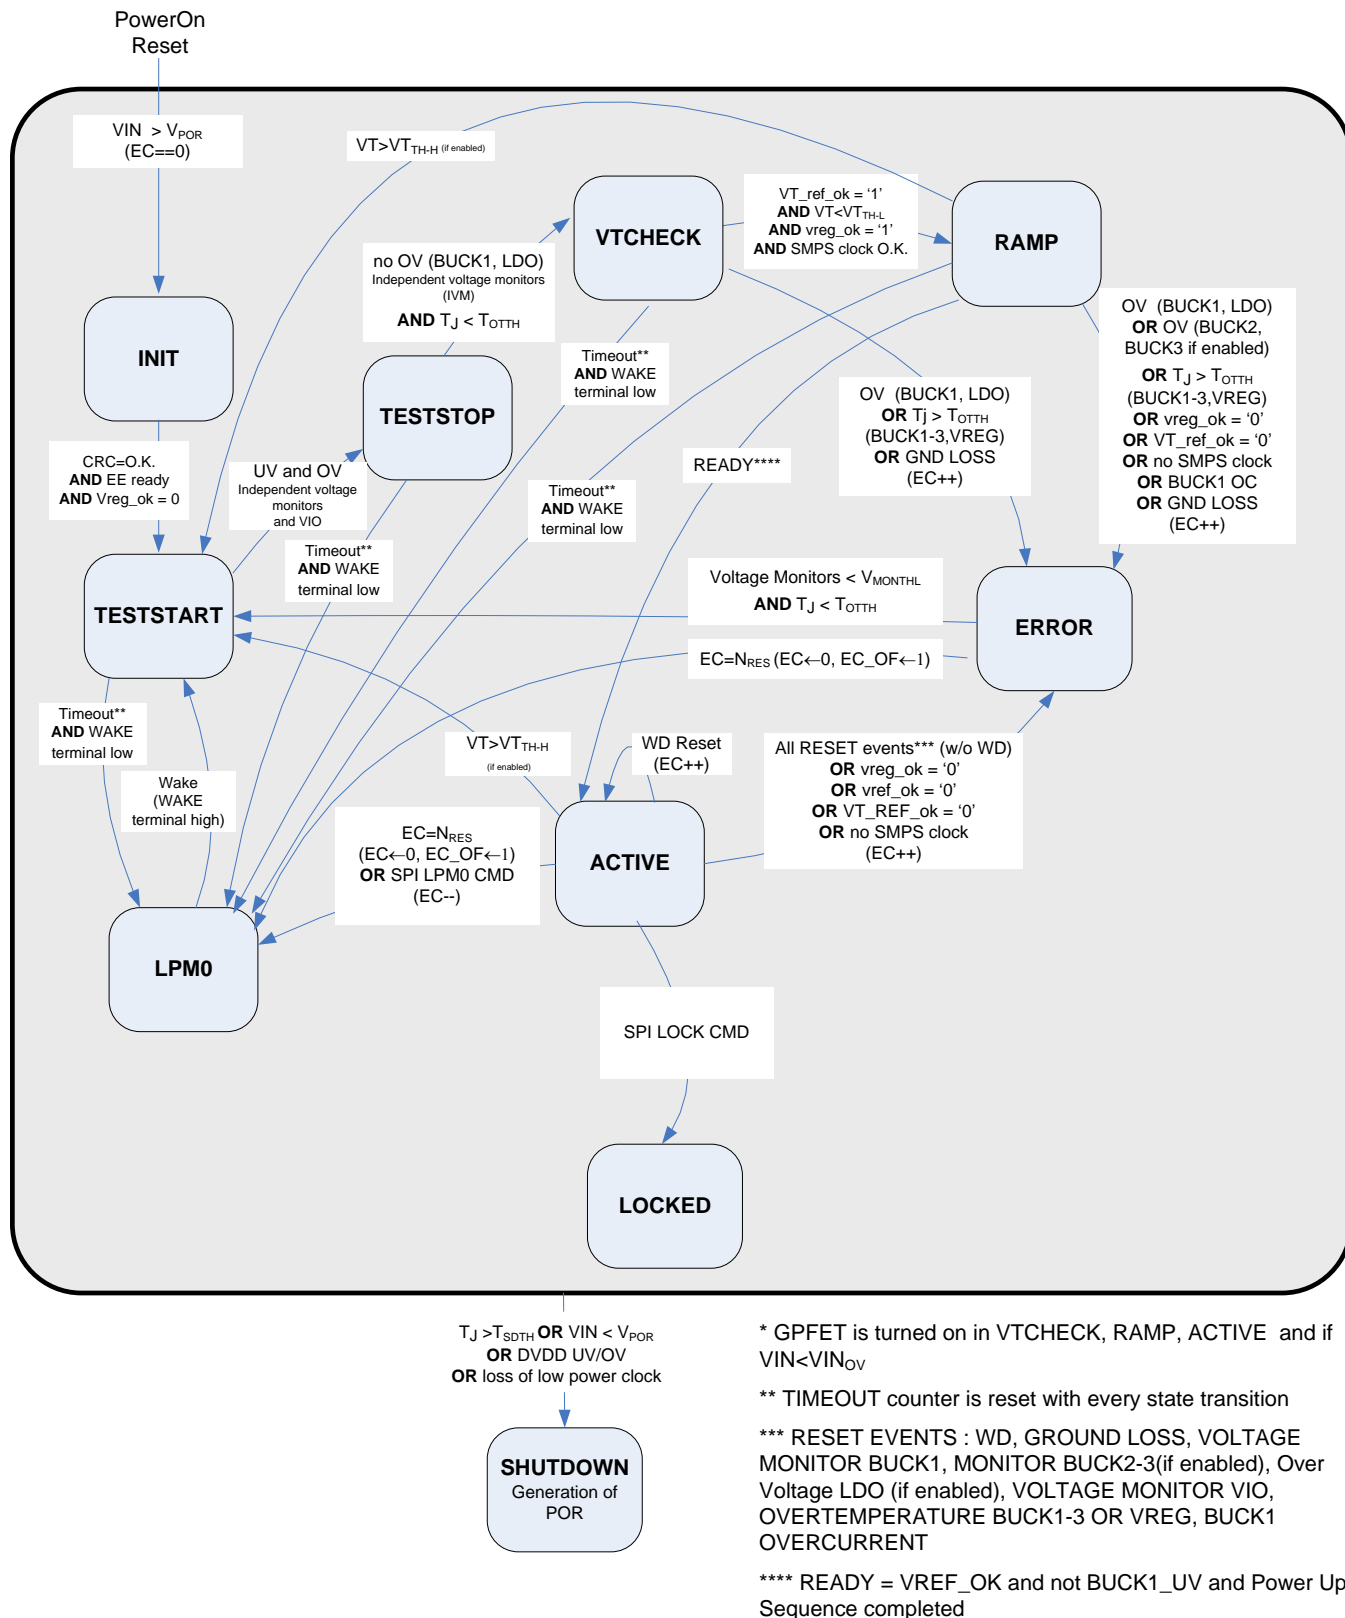 PowerOn
Reset
VIN > VPOR
(EC==0)
VT>VTTH-H (if enabled)
VT_ref_ok = ‘1’
AND VT<VTTH-L
AND vreg_ok = ‘1’
AND SMPS clock O.K.
VTCHECK
RAMP
no OV (BUCK1, LDO)
Independent voltage monitors
(IVM)
AND TJ < TOTTH
INIT
TESTSTOP
Timeout**
AND WAKE
terminal low
OV (BUCK1, LDO)
OR OV (BUCK2,
BUCK3 if enabled)
OR TJ > TOTTH
(BUCK1-3,VREG)
OR vreg_ok = ‘0’
OR VT_ref_ok = ‘0’
OR no SMPS clock
OR BUCK1 OC
OR GND LOSS
(EC++)
OV (BUCK1, LDO)
OR Tj > TOTTH
(BUCK1-3,VREG)
OR GND LOSS
(EC++)
CRC=O.K.
AND EE ready
AND Vreg_ok = 0
UV and OV
Independent voltage
monitors
and VIO
READY****
Timeout**
AND WAKE
terminal low
Timeout**
AND WAKE
terminal low
TESTSTART
Voltage Monitors < VMONTHL
AND TJ < TOTTH
ERROR
EC=NRES (EC←0, EC_OF←1)
Timeout**
AND WAKE
terminal low
Wake
(WAKE
terminal high)
VT>VTTH-H
(if enabled)
WD Reset
(EC++)
All RESET events*** (w/o WD)
OR vreg_ok = ‘0’
OR vref_ok = ‘0’
OR VT_REF_ok = ‘0’
OR no SMPS clock
(EC++)
EC=NRES
(EC←0, EC_OF←1)
OR SPI LPM0 CMD
(EC--)
ACTIVE
LPM0
SPI LOCK CMD
LOCKED
TJ >TSDTH OR VIN < VPOR
OR DVDD UV/OV
OR loss of low power clock
SHUTDOWN
Generation of
POR
* GPFET is turned on in VTCHECK, RAMP, ACTIVE and if
VIN<VINOV
** TIMEOUT counter is reset with every state transition
*** RESET EVENTS : WD, GROUND LOSS, VOLTAGE
MONITOR BUCK1, MONITOR BUCK2-3(if enabled), Over
Voltage LDO (if enabled), VOLTAGE MONITOR VIO,
OVERTEMPERATURE BUCK1-3 OR VREG, BUCK1
OVERCURRENT
**** READY = VREF_OK and not BUCK1_UV and Power Up
Sequence completed